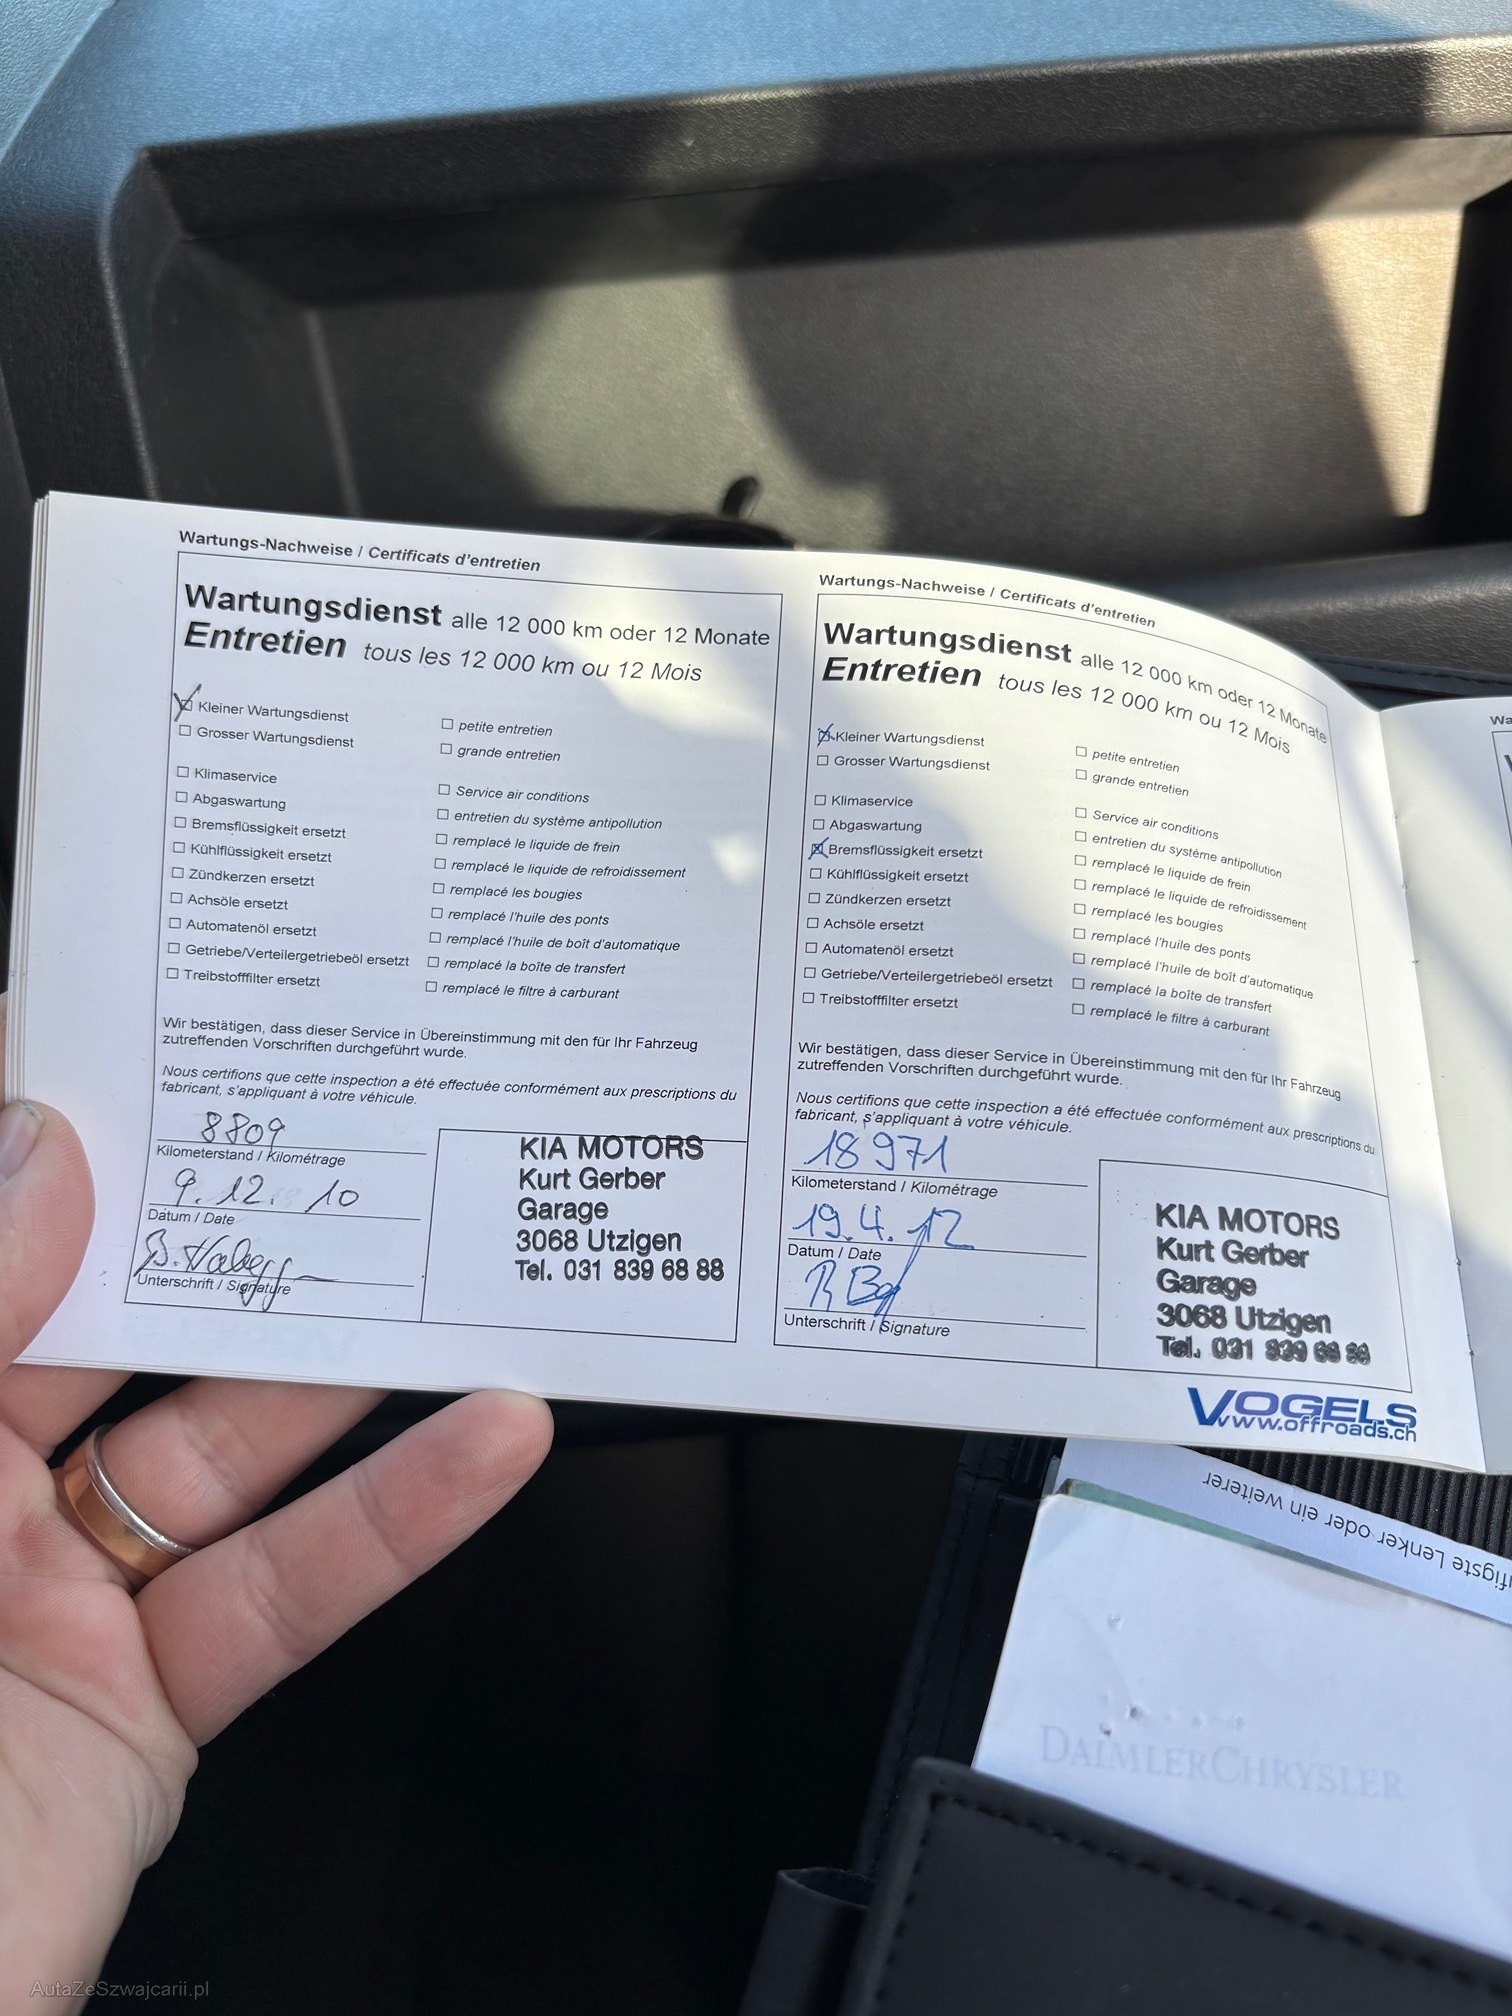 Wartungs-Nachweise / Certificats d'entretien
Wartungsdienst alle 12 000 km oder 12 Monate
Entretien tous les 12 000 km ou 12 Mois
Kleiner Wartungsdienst petite entretien
Grosser Wartungsdienst grande entretien
Klimaservice Service air conditions
Abgaswartung entretien du système antipollution
Bremsflüssigkeit ersetzt remplacé le liquide de frein
Kühlflüssigkeit ersetzt remplacé le liquide de refroidissement
Zündkerzen ersetzt remplacé les bougies
Achsöle ersetzt remplacé l'huile des ponts
Automatenöl ersetzt remplacé l'huile de boît d'automatique
Getriebe/Verteilergetriebeöl ersetzt remplacé la boîte de transfert
Treibstofffilter ersetzt remplacé le filtre à carburant
Wir bestätigen, dass dieser Service in Übereinstimmung mit den für Ihr Fahrzeug
zutreffenden Vorschriften durchgeführt wurde.
Nous certifions que cette inspection a été effectuée conformément aux prescriptions du
fabricant, s'appliquant à votre véhicule.
8809
Kilometerstand / Kilométrage
9.12.10
Datum / Date
Unterschrift / Signature
KIA MOTORS
Kurt Gerber
Garage
3068 Utzigen
Tel. 031 839 68 88
Wartungs-Nachweise / Certificats d'entretien
Wartungsdienst alle 12 000 km oder 12 Monate
Entretien tous les 12 000 km ou 12 Mois
Kleiner Wartungsdienst petite entretien
Grosser Wartungsdienst grande entretien
Klimaservice Service air conditions
Abgaswartung entretien du système antipollution
Bremsflüssigkeit ersetzt remplacé le liquide de frein
Kühlflüssigkeit ersetzt remplacé le liquide de refroidissement
Zündkerzen ersetzt remplacé les bougies
Achsöle ersetzt remplacé l'huile des ponts
Automatenöl ersetzt remplacé l'huile de boît d'automatique
Getriebe/Verteilergetriebeöl ersetzt remplacé la boîte de transfert
Treibstofffilter ersetzt remplacé le filtre à carburant
Wir bestätigen, dass dieser Service in Übereinstimmung mit den für Ihr Fahrzeug
zutreffenden Vorschriften durchgeführt wurde.
Nous certifions que cette inspection a été effectuée conformément aux prescriptions du
fabricant, s'appliquant à votre véhicule.
18971
Kilometerstand / Kilométrage
19.4.12
Datum / Date
Unterschrift / Signature
KIA MOTORS
Kurt Gerber
Garage
3068 Utzigen
Tel. 031 839 68 88
VOGELS
www.offroads.ch
Lenker oder ein weiterer
DAIMLERCHRYSLER
AutaZeSzwajcarii.pl